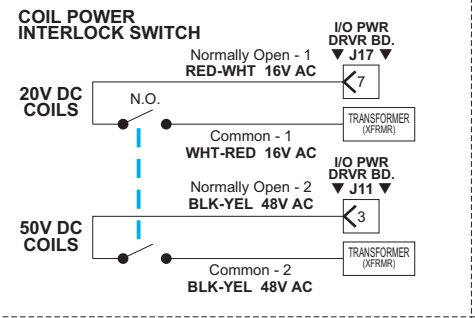 COIL POWER
INTERLOCK SWITCH
I/O PWR
DRVR BD.
▼ J17 ▼
Normally Open - 1
RED-WHT 16V AC
7
20V DC
COILS
N.O.
TRANSFORMER
(XFRMR)
Common - 1
WHT-RED 16V AC
I/O PWR
DRVR BD.
▼ J11 ▼
Normally Open - 2
BLK-YEL 48V AC
3
50V DC
COILS
TRANSFORMER
(XFRMR)
Common - 2
BLK-YEL 48V AC